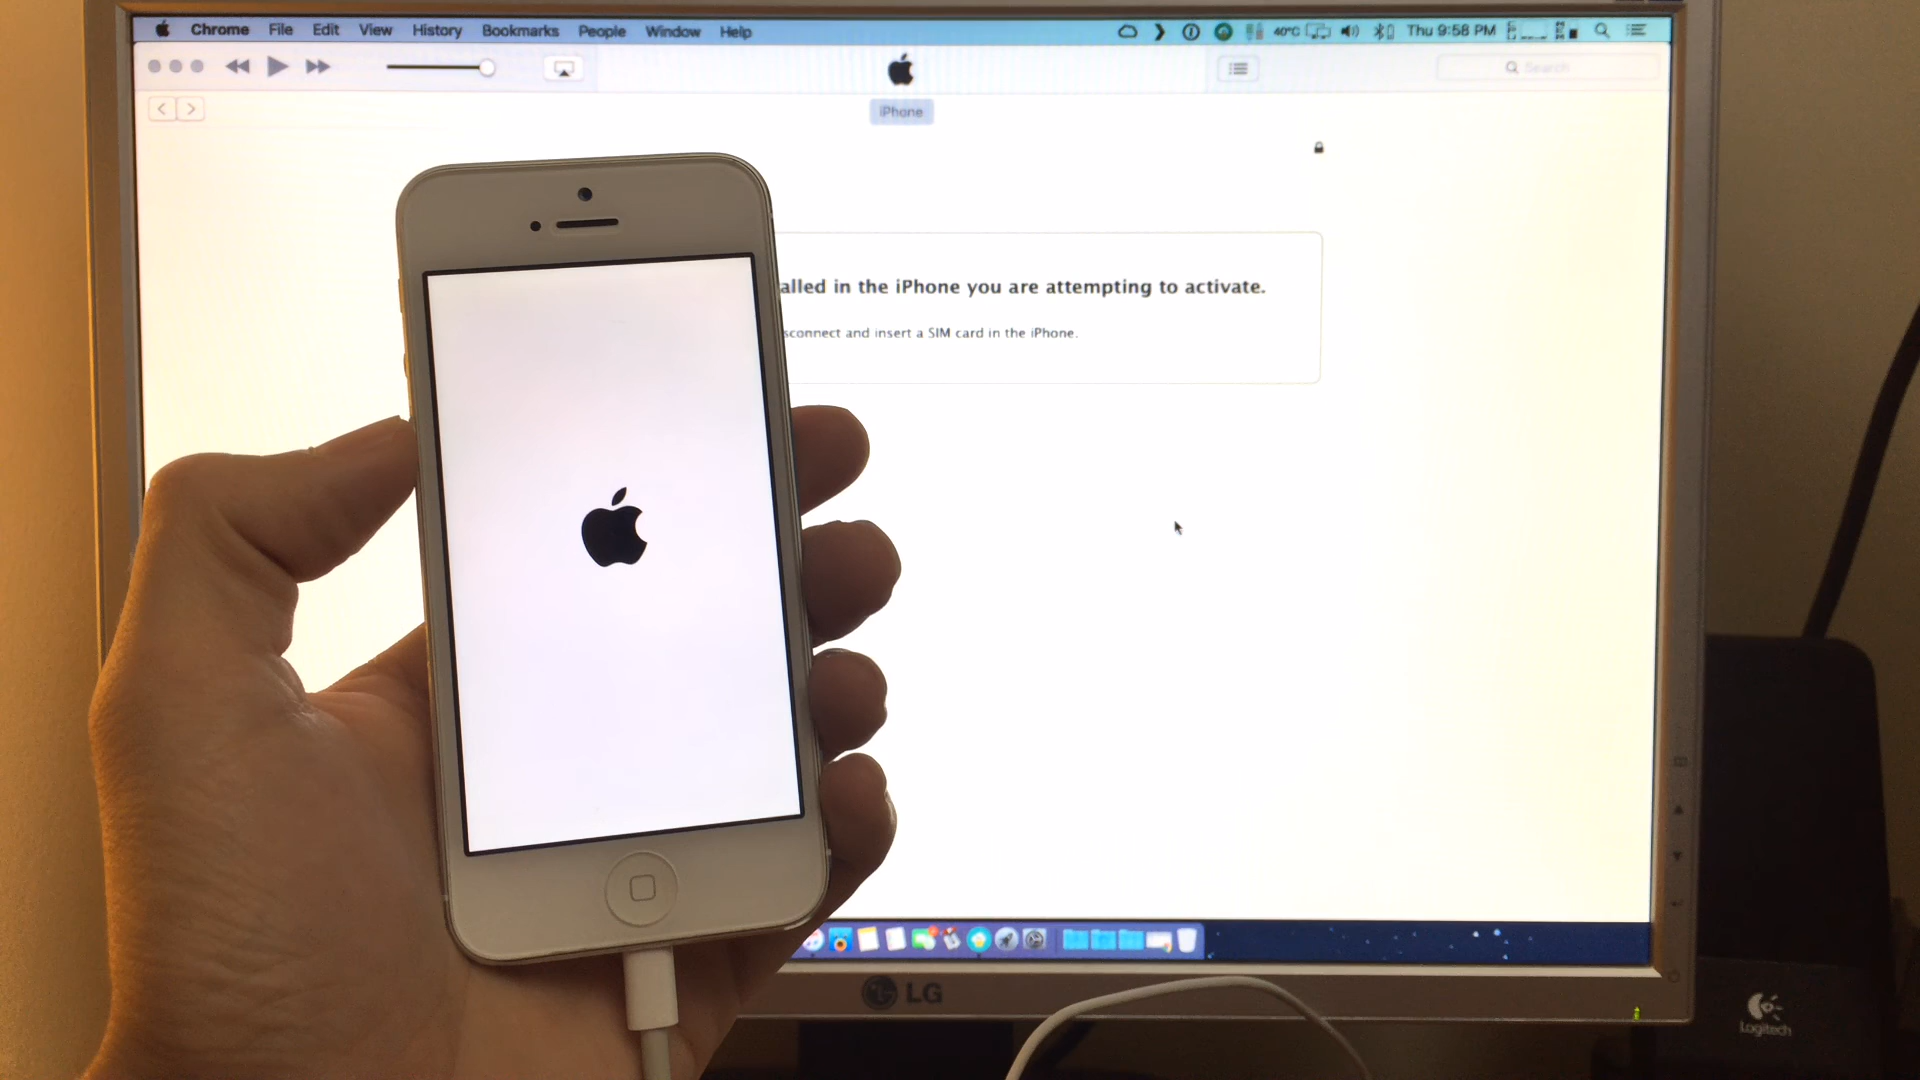 Chrome File Edit View History Bookmarks People Window Help 40°C Thu 9:58 PM
Search
iPhone
alled in the iPhone you are attempting to activate.
sconnect and insert a SIM card in the iPhone.
LG
Logitech